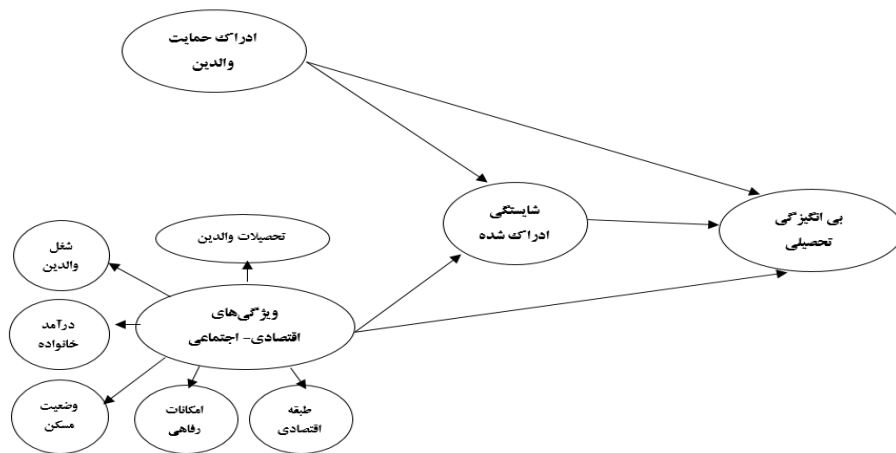 ادراک حمایت
والدین
شایستگی
ادراک شده
بی انگیزگی
تحصیلی
تحصیلات والدین
شغل
والدین
ویژگی‌های
اقتصادی- اجتماعی
درآمد
خانواده
وضعیت
مسکن
امکانات
رفاهی
طبقه
اقتصادی